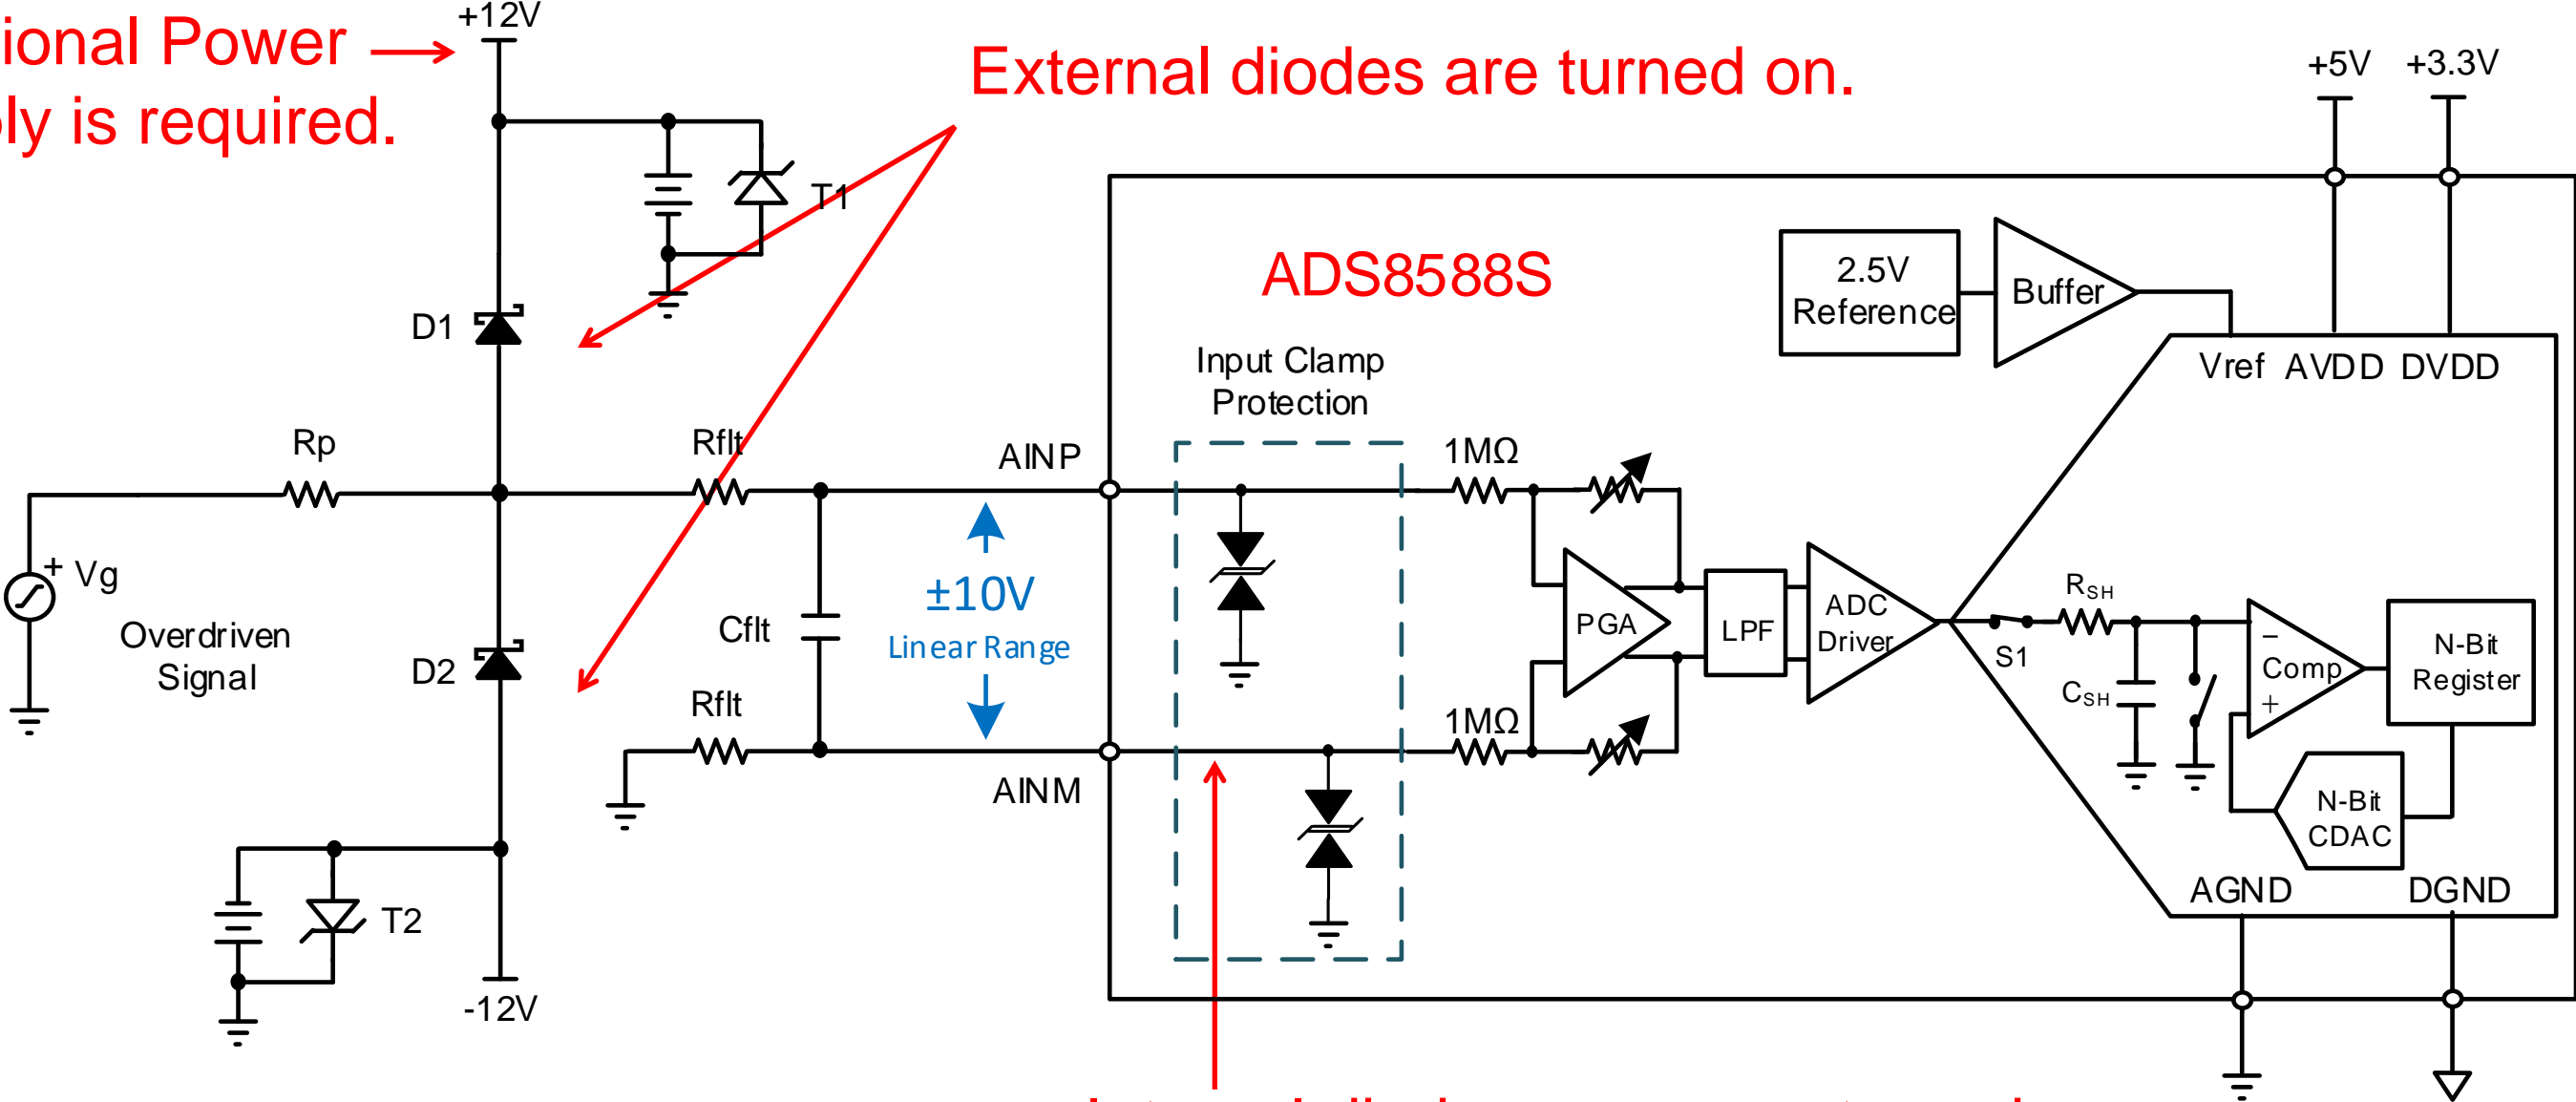 +12V
ional Power
ly is required.
External diodes are turned on.
+5V
+3.3V
T1
ADS8588S
2.5V
Reference
Buffer
D1
Input Clamp
Protection
Vref
AVDD
DVDD
Rp
Rflt
AINP
1MΩ
+
Vg
±10V
Linear Range
Overdriven
Signal
Cflt
PGA
LPF
ADC
Driver
RSH
S1
CSH
−
Comp
+
N-Bit
Register
D2
Rflt
1MΩ
AINM
N-Bit
CDAC
AGND
DGND
T2
-12V